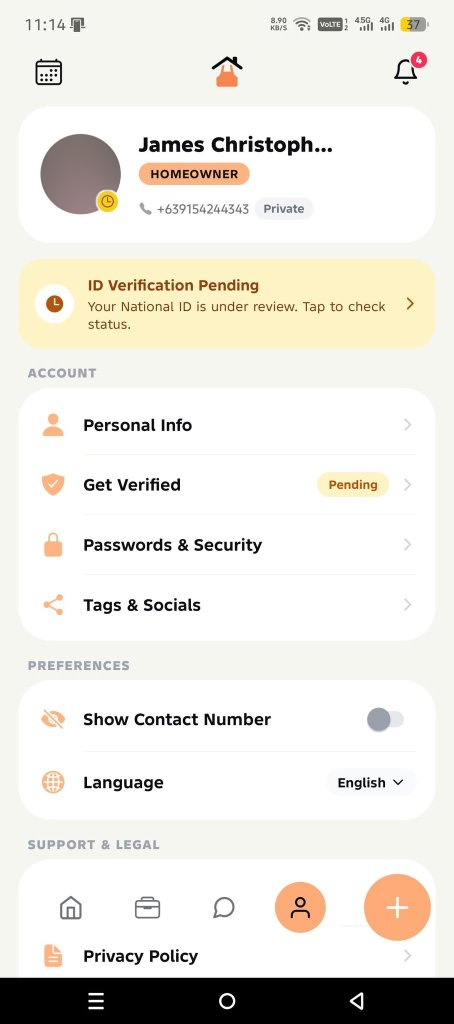 11:14
8.90 KB/S VoLTE 1 2 4.5G 4G 37
4
James Christoph...
HOMEOWNER
+639154244343 Private
ID Verification Pending
Your National ID is under review. Tap to check
status.
ACCOUNT
Personal Info
Get Verified Pending
Passwords & Security
Tags & Socials
PREFERENCES
Show Contact Number
Language English
SUPPORT & LEGAL
Privacy Policy